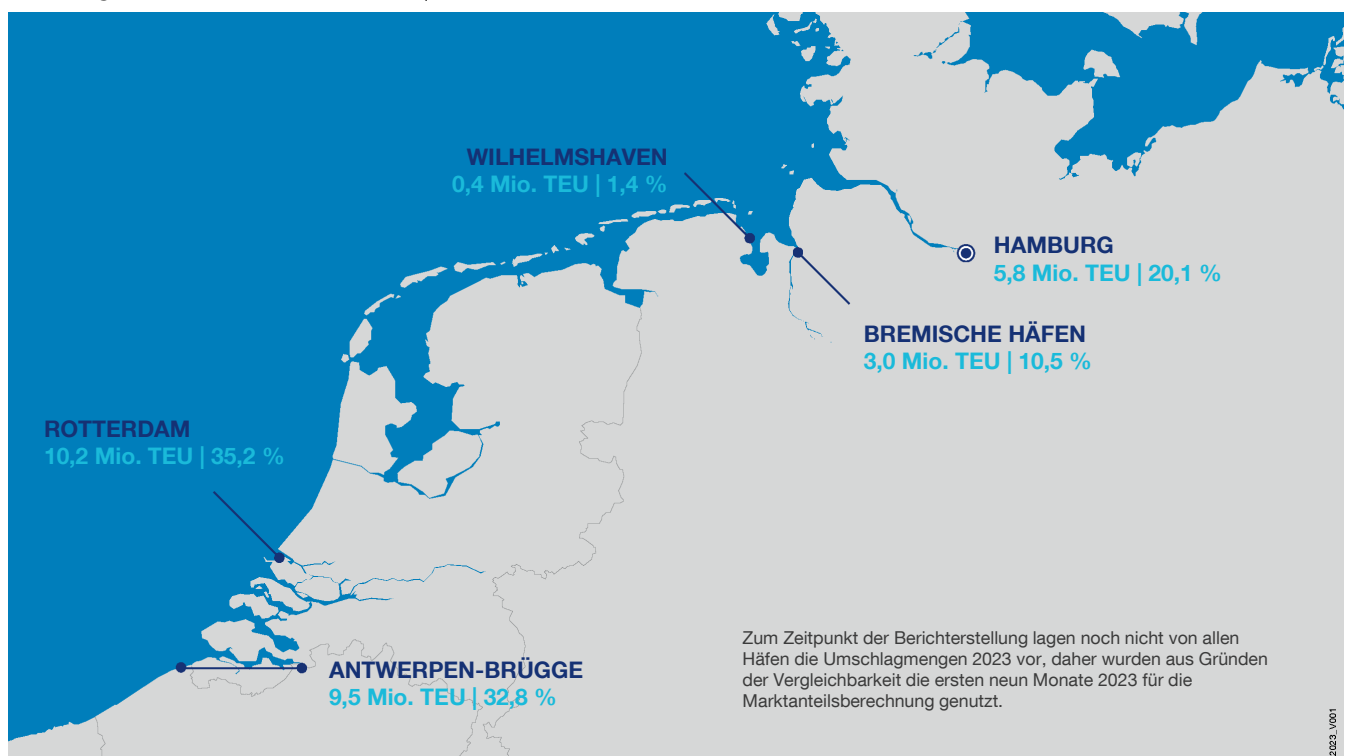 WILHELMSHAVEN
0,4 Mio. TEU | 1,4 %
HAMBURG
5,8 Mio. TEU | 20,1 %
BREMISCHE HÄFEN
3,0 Mio. TEU | 10,5 %
ROTTERDAM
10,2 Mio. TEU | 35,2 %
ANTWERPEN-BRÜGGE
9,5 Mio. TEU | 32,8 %
Zum Zeitpunkt der Berichterstellung lagen noch nicht von allen
Häfen die Umschlagmengen 2023 vor, daher wurden aus Gründen
der Vergleichbarkeit die ersten neun Monate 2023 für die
Marktanteilsberechnung genutzt.
2023_V001